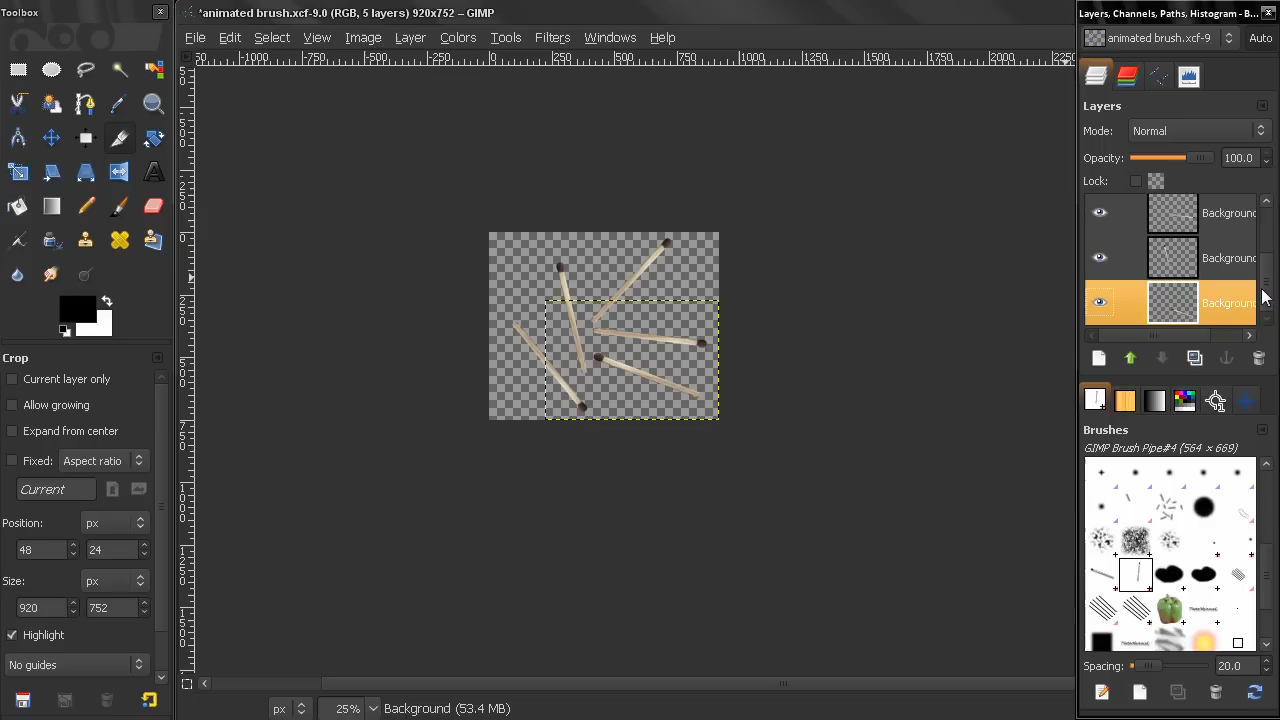 Toolbox
*animated brush.xcf-9.0 (RGB, 5 layers) 920x752 – GIMP
Layers, Channels, Paths, Histogram - B...
File Edit Select View Image Layer Colors Tools Filters Windows Help
animated brush.xcf-9
Auto
Layers
Mode:
Normal
Opacity:
100.0
Lock:
Background
Background
Background
Crop
Current layer only
Allow growing
Expand from center
Fixed:
Aspect ratio
Current
Position:
px
48
24
Size:
px
920
752
Highlight
No guides
Brushes
GIMP Brush Pipe#4 (564 × 669)
Spacing:
20.0
px
25%
Background (53.4 MB)